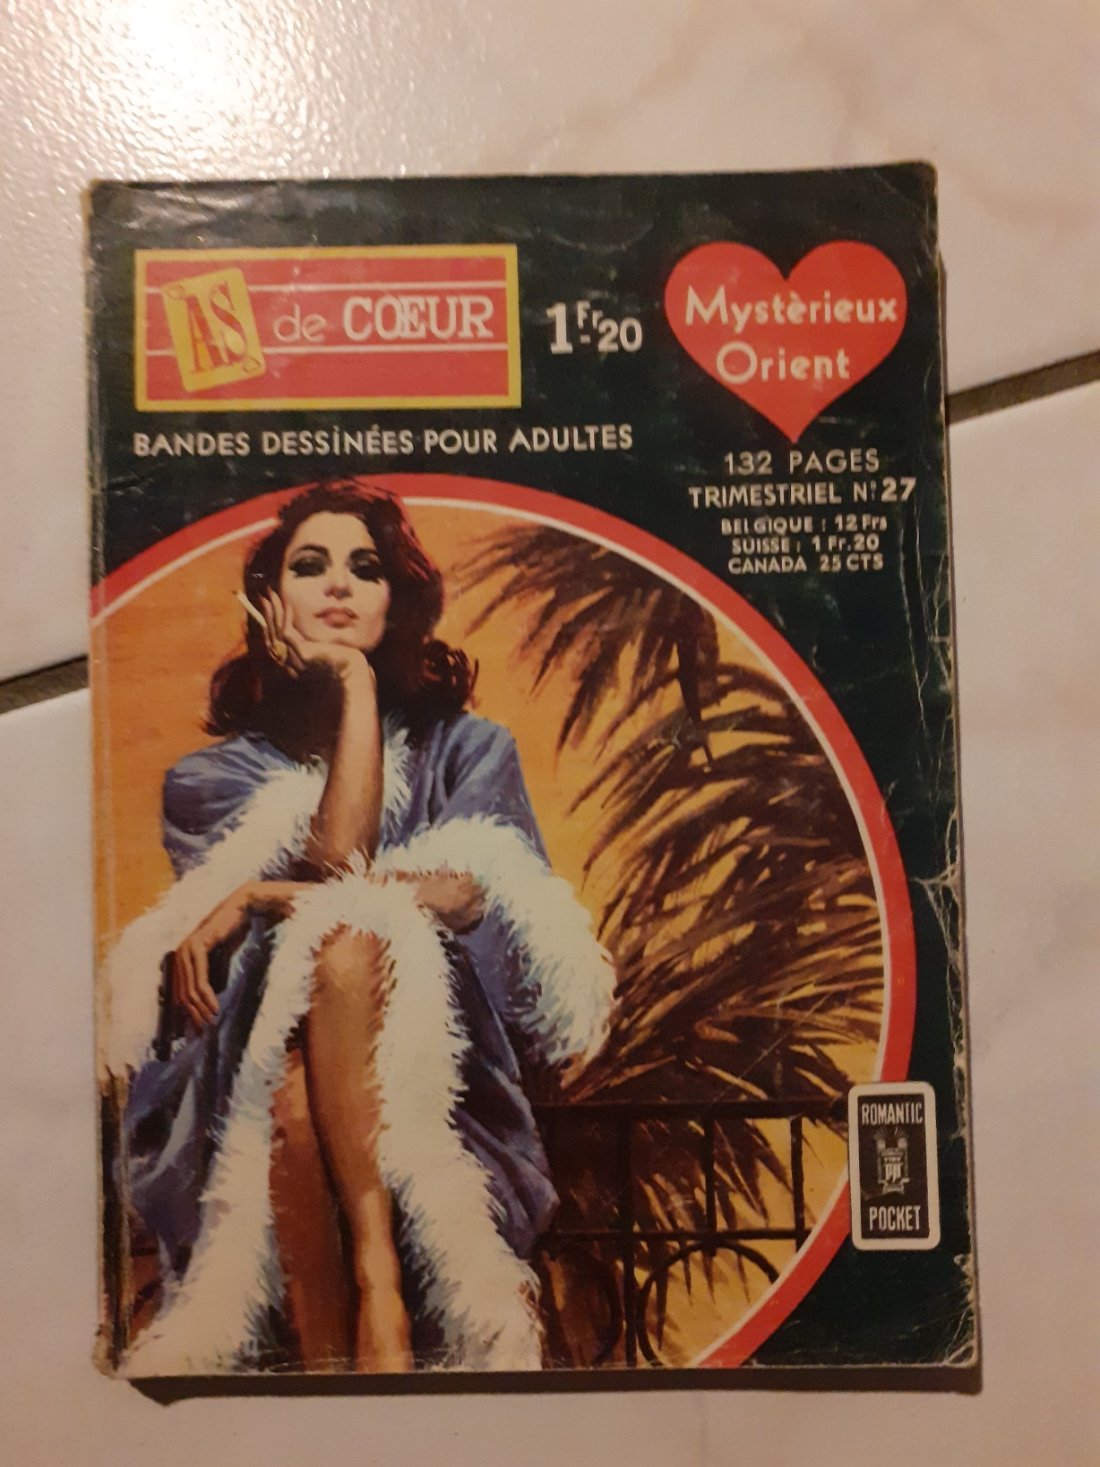 AS de CŒUR
1Fr.20
Mystèrieux
Orient
BANDES DESSINÉES POUR ADULTES
132 PAGES
TRIMESTRIEL N° 27
BELGIQUE : 12 Frs
SUISSE : 1 Fr. 20
CANADA 25 CTS
ROMANTIC
POCKET